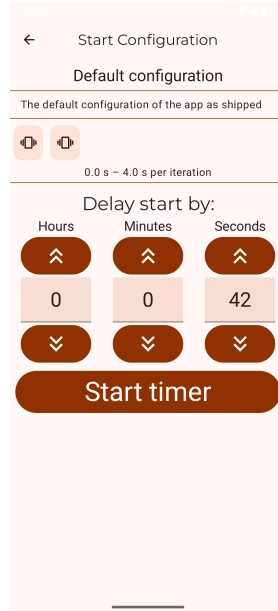 Start Configuration
Default configuration
The default configuration of the app as shipped
0.0 s – 4.0 s per iteration
Delay start by:
Hours Minutes Seconds
0 0 42
Start timer